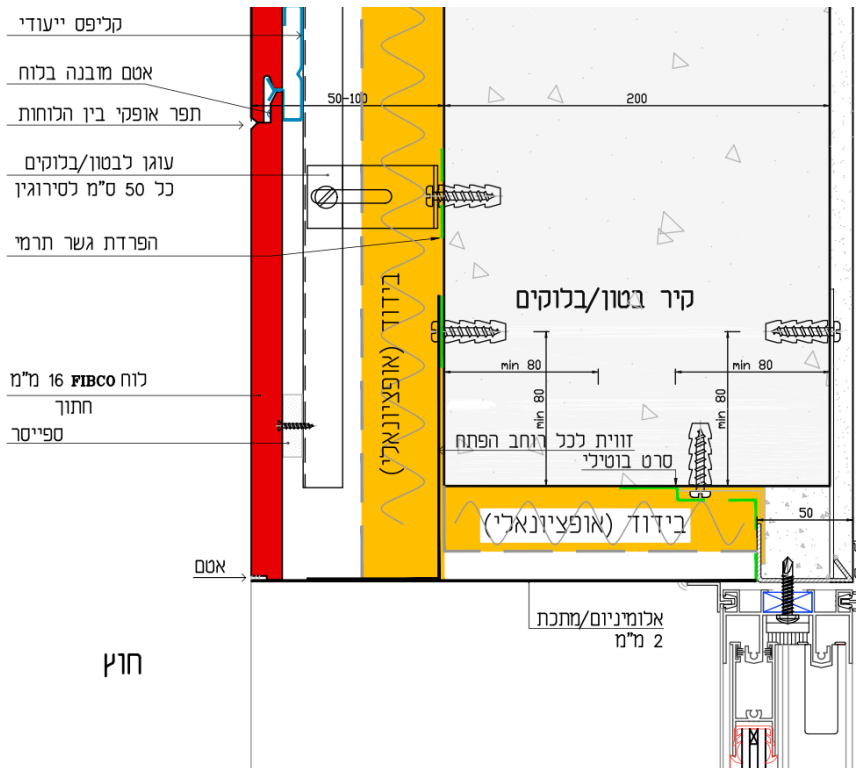 קליפס ייעודי
אטם מובנה בלוח
50-100
200
תפר אופקי בין הלוחות
עוגן לבטון/בלוקים
כל 50 ס"מ לסירוגין
הפרדת גשר תרמי
קיר בטון/בלוקים
בידוד (אופציונאלי)
min 80
min 80
min 80
min 80
לוח FIBCO 16 מ"מ
חתוך
ספייסר
זווית לכל רוחב הפתח
סרט בוטילי
בידוד (אופציונאלי)
50
אטם
אלומיניום/מתכת
2 מ"מ
חוץ